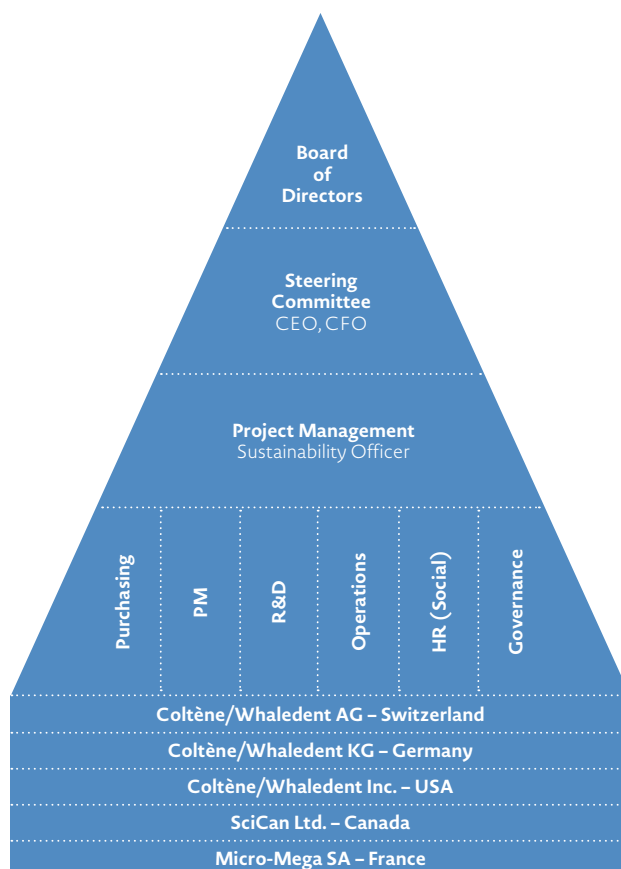 Board
of
Directors
Steering
Committee
CEO, CFO
Project Management
Sustainability Officer
Purchasing
PM
R&D
Operations
HR (Social)
Governance
Coltène/Whaledent AG – Switzerland
Coltène/Whaledent KG – Germany
Coltène/Whaledent Inc. – USA
SciCan Ltd. – Canada
Micro-Mega SA – France